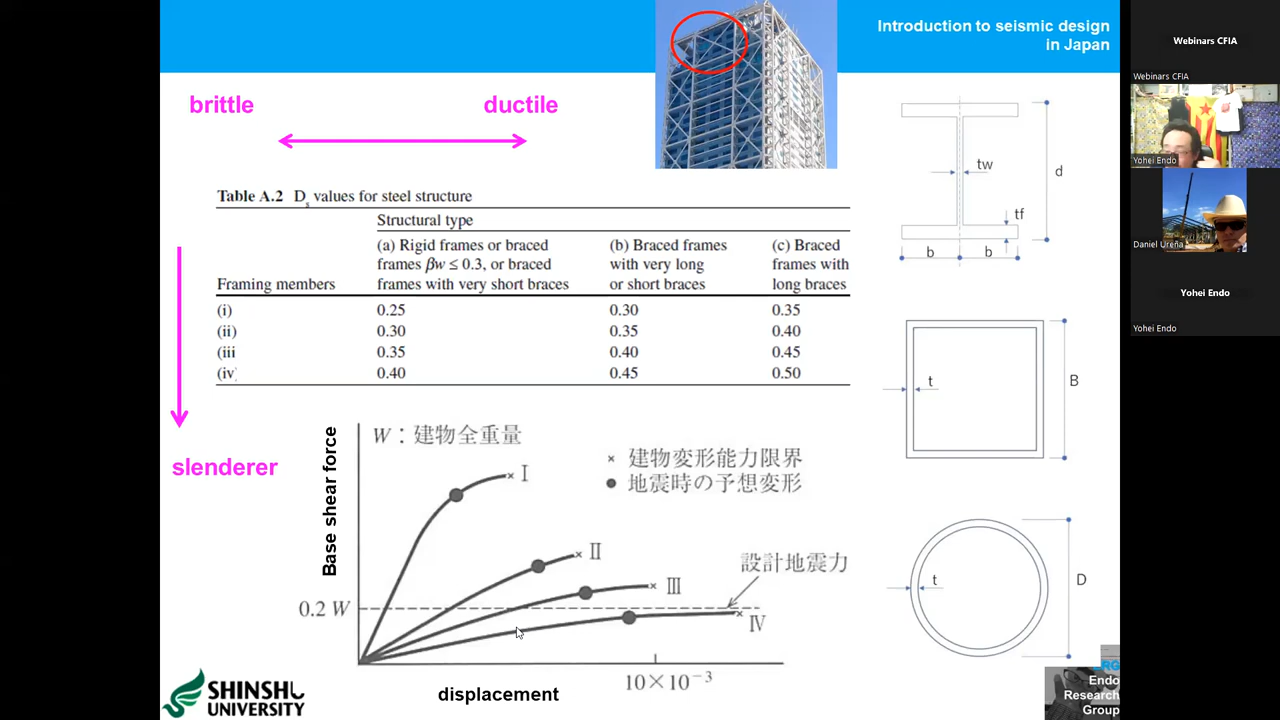 Introduction to seismic design
in Japan
brittle
ductile
Table A.2 Ds values for steel structure
Structural type
Framing members
(a) Rigid frames or braced
frames βw ≤ 0.3, or braced
frames with very short braces
(b) Braced frames
with very long
or short braces
(c) Braced
frames with
long braces
(i) 0.25 0.30 0.35
(ii) 0.30 0.35 0.40
(iii 0.35 0.40 0.45
(iv 0.40 0.45 0.50
slenderer
Base shear force
W：建物全重量
× 建物変形能力限界
● 地震時の予想変形
I
II
III
設計地震力
0.2 W
IV
10×10⁻³
displacement
tw
d
tf
b
b
t
B
t
D
SHINSHU
UNIVERSITY
ERG
Endo
Research
Group
Webinars CFIA
Webinars CFIA
Yohei Endo
Daniel Ureña
Yohei Endo
Yohei Endo